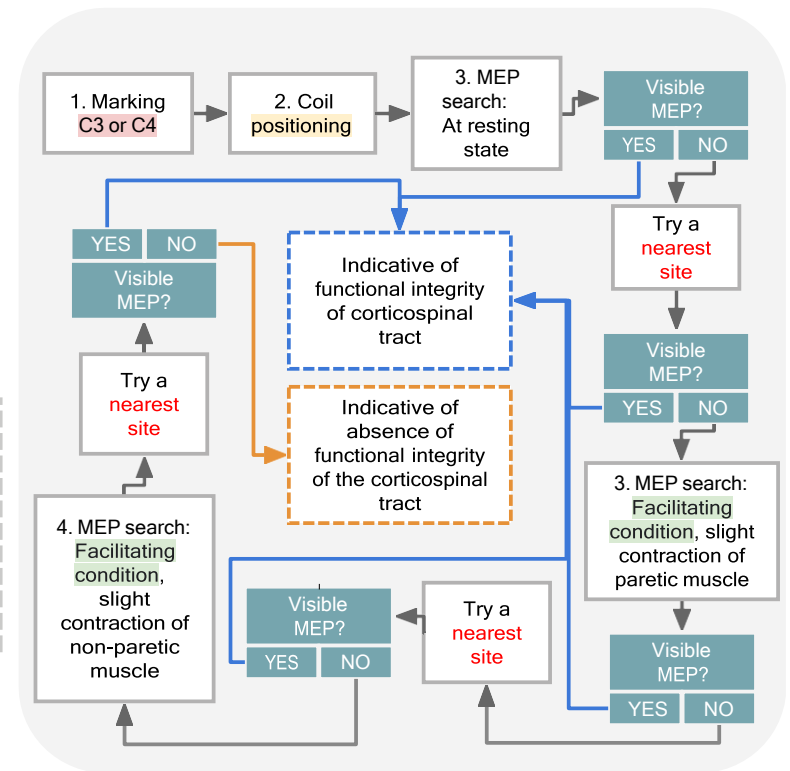 1. Marking
C3 or C4
2. Coil
positioning
3. MEP
search:
At resting
state
Visible
MEP?
YES
NO
Try a
nearest
site
Visible
MEP?
YES
NO
3. MEP search:
Facilitating
condition, slight
contraction of
paretic muscle
Visible
MEP?
YES
NO
Try a
nearest
site
Visible
MEP?
YES
NO
4. MEP search:
Facilitating
condition,
slight
contraction of
non-paretic
muscle
Try a
nearest
site
YES
NO
Visible
MEP?
Indicative of
functional integrity
of corticospinal
tract
Indicative of
absence of
functional integrity
of the corticospinal
tract